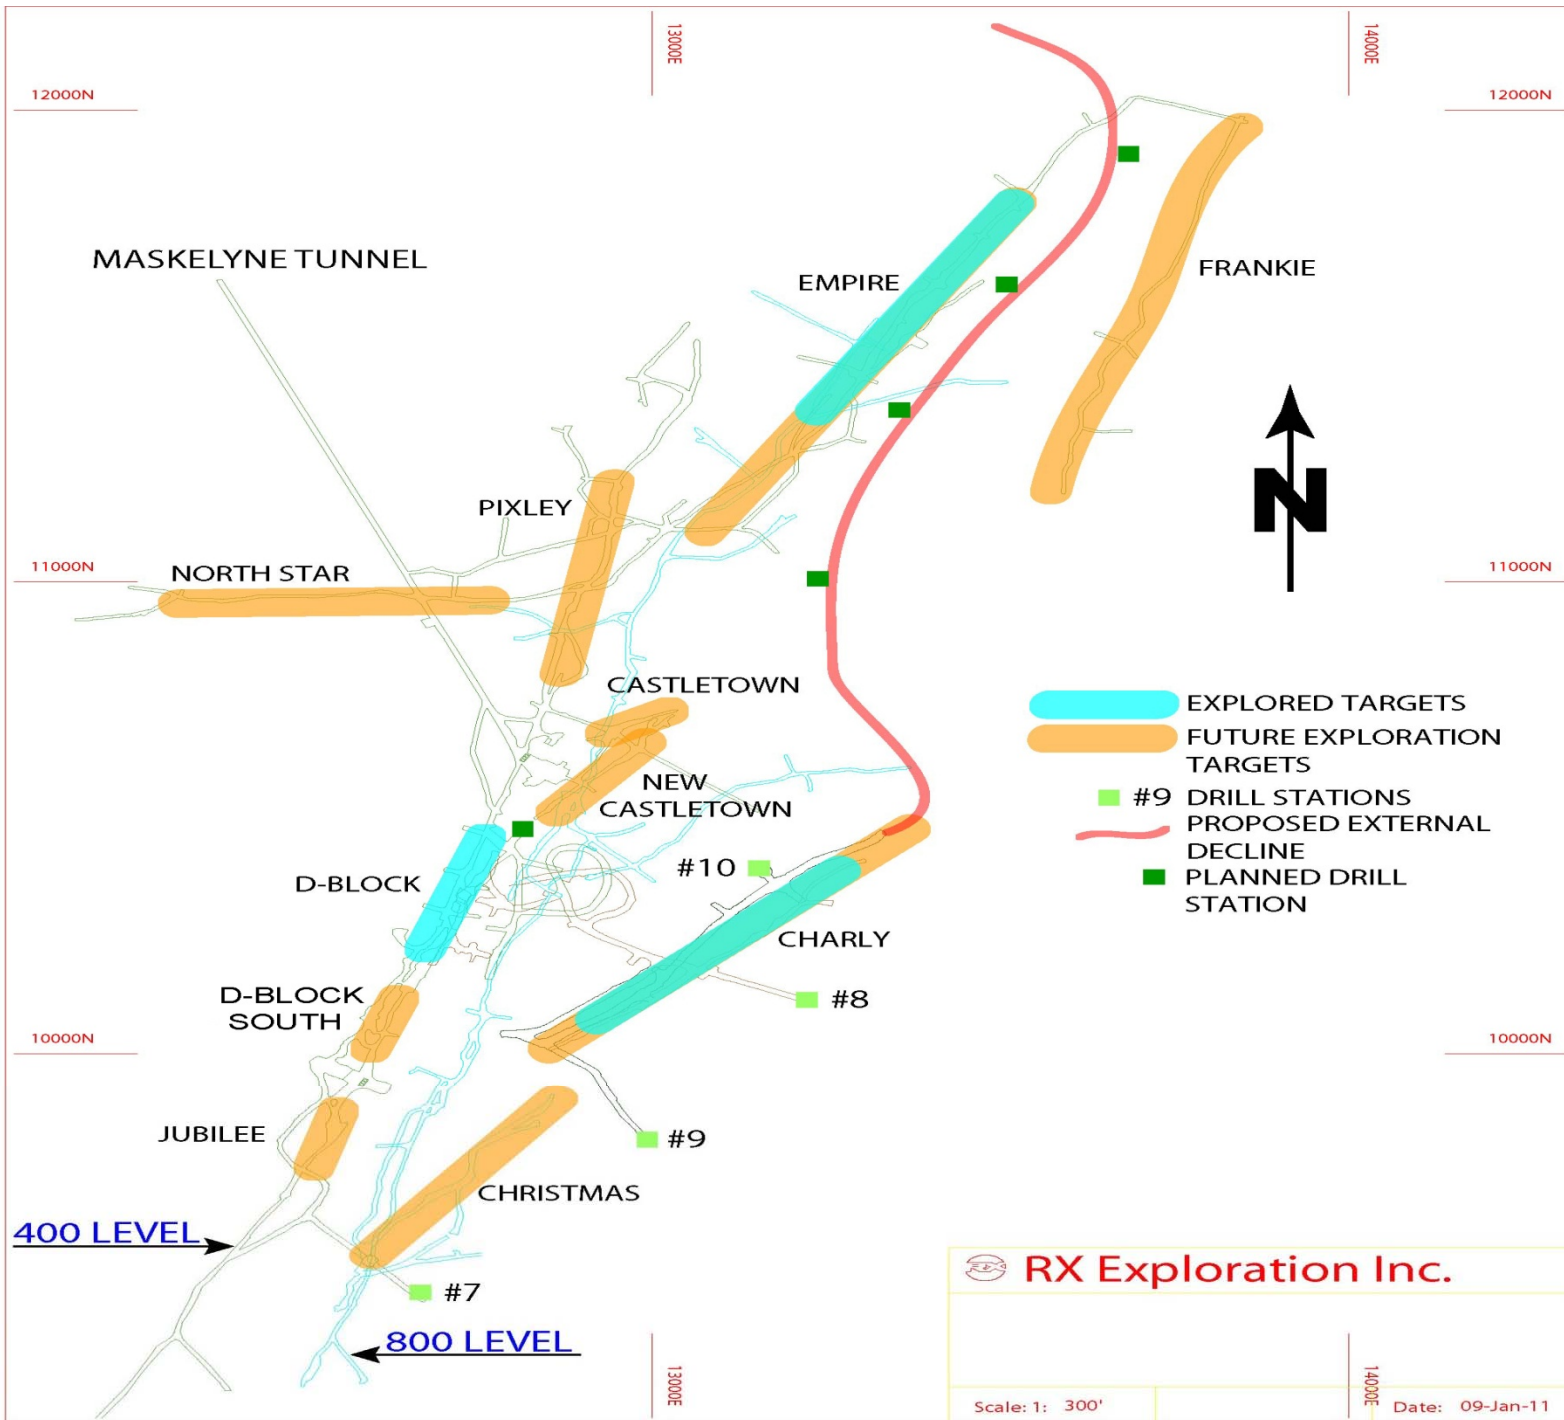 13000E
14000E
12000N
12000N
MASKELYNE TUNNEL
EMPIRE
FRANKIE
PIXLEY
N
11000N
11000N
NORTH STAR
CASTLETOWN
EXPLORED TARGETS
FUTURE EXPLORATION
TARGETS
#9 DRILL STATIONS
PROPOSED EXTERNAL
DECLINE
PLANNED DRILL
STATION
NEW
CASTLETOWN
#10
D-BLOCK
CHARLY
D-BLOCK
SOUTH
#8
10000N
10000N
JUBILEE
#9
CHRISTMAS
400 LEVEL
#7
800 LEVEL
RX Exploration Inc.
13000E
14000E
Scale: 1: 300'
Date: 09-Jan-11